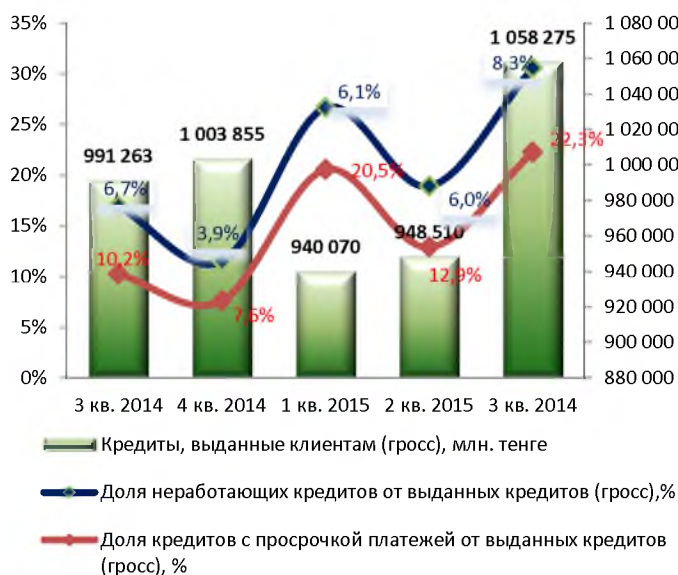 35%
30%
25%
20%
15%
10%
5%
0%
1 080 00
1 060 00
1 040 00
1 020 00
1 000 00
980 000
960 000
940 000
920 000
900 000
880 000
991 263
1 003 855
940 070
948 510
1 058 275
6,7%
3,9%
6,1%
6,0%
8,3%
10,2%
7,6%
20,5%
12,9%
22,3%
3 кв. 2014
4 кв. 2014
1 кв. 2015
2 кв. 2015
3 кв. 2014
Кредиты, выданные клиентам (гросс), млн. тенге
Доля неработающих кредитов от выданных кредитов (гросс),%
Доля кредитов с просрочкой платежей от выданных кредитов
(гросс), %